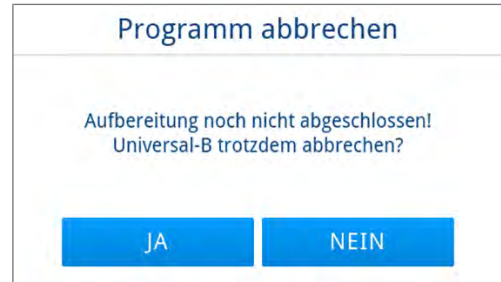 Programm abbrechen
Aufbereitung noch nicht abgeschlossen!
Universal-B trotzdem abbrechen?
JA
NEIN